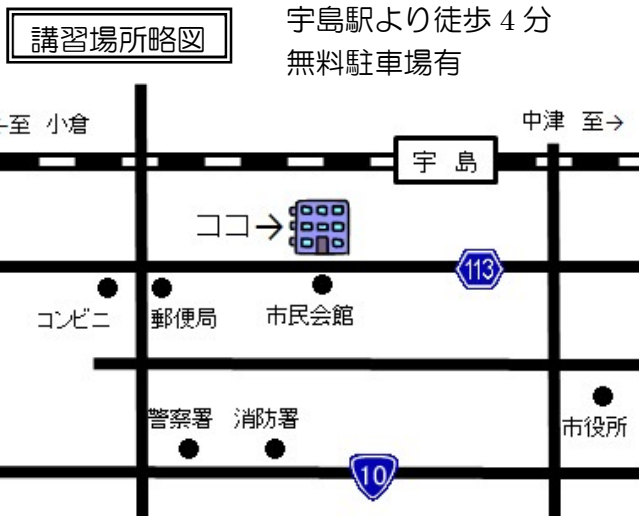 講習場所略図
宇島駅より徒歩4分
無料駐車場有
←至 小倉
中津 至→
宇 島
ココ→
113
コンビニ
郵便局
市民会館
警察署
消防署
市役所
10